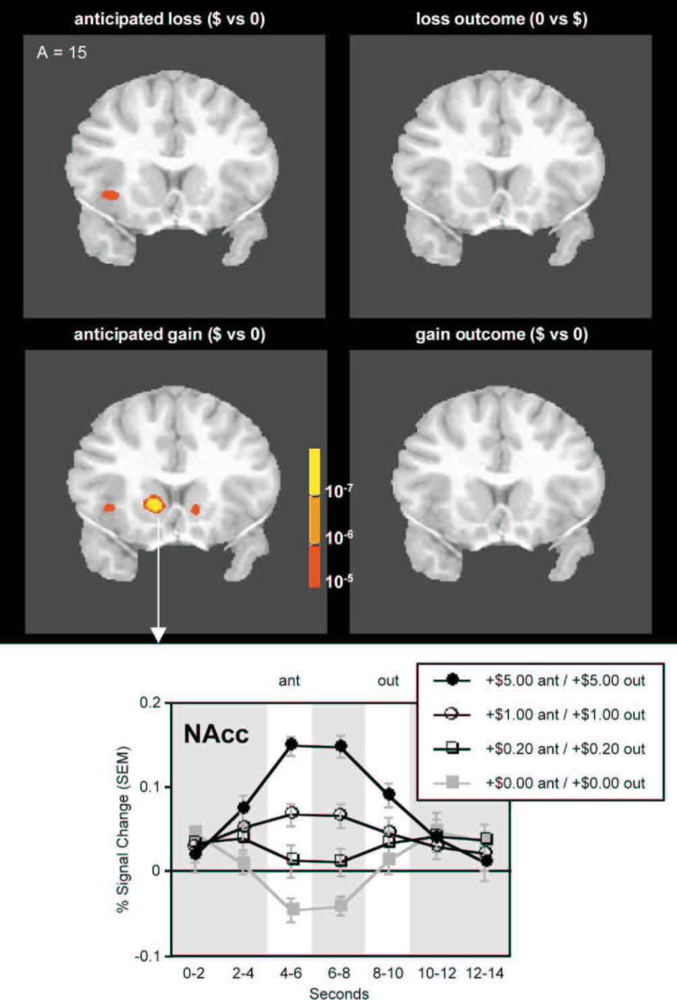 anticipated loss ($ vs 0)
loss outcome (0 vs $)
A = 15
anticipated gain ($ vs 0)
gain outcome ($ vs 0)
10-7
10-6
10-5
ant
out
+$5.00 ant / +$5.00 out
+$1.00 ant / +$1.00 out
+$0.20 ant / +$0.20 out
+$0.00 ant / +$0.00 out
NAcc
% Signal Change (SEM)
0.2
0.1
0
-0.1
0-2 2-4 4-6 6-8 8-10 10-12 12-14
Seconds